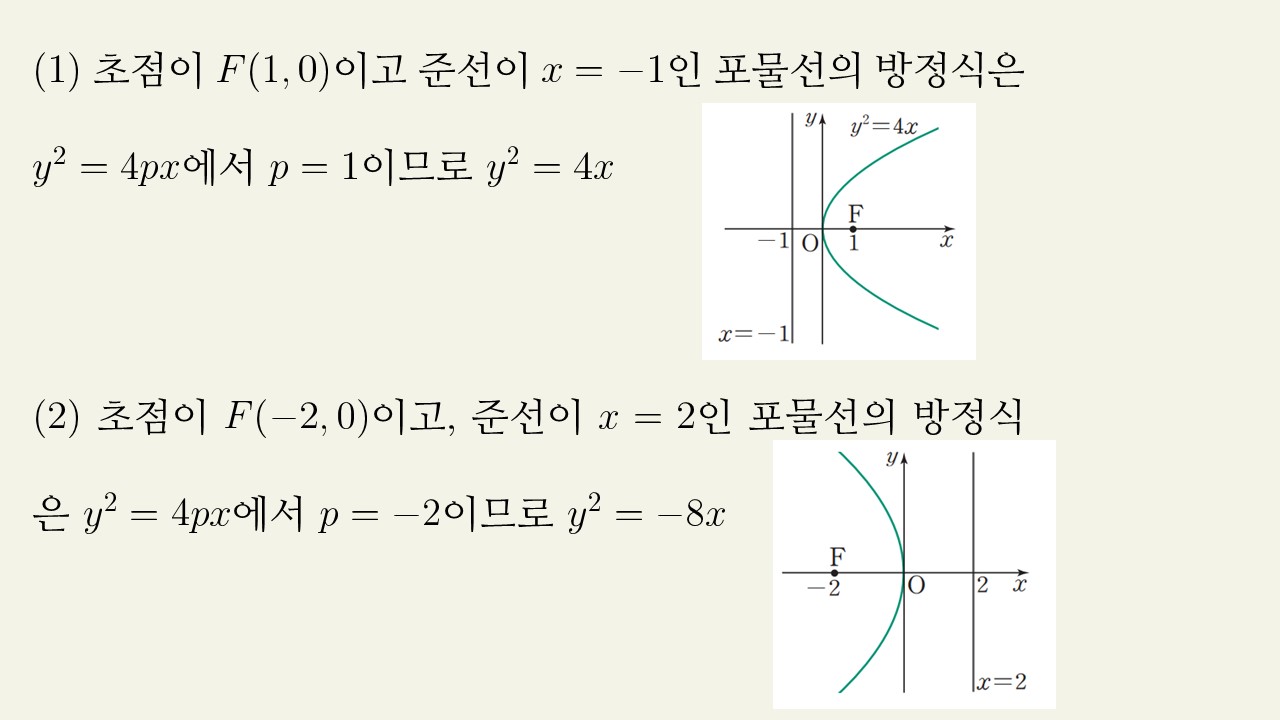 (1) 초점이 F(1, 0)이고 준선이 x = −1인 포물선의 방정식은
y² = 4px에서 p = 1이므로 y² = 4x
y
y²=4x
F
−1
O
1
x
x=−1
(2) 초점이 F(−2, 0)이고, 준선이 x = 2인 포물선의 방정식
은 y² = 4px에서 p = −2이므로 y² = −8x
y
F
−2
O
2
x
x=2